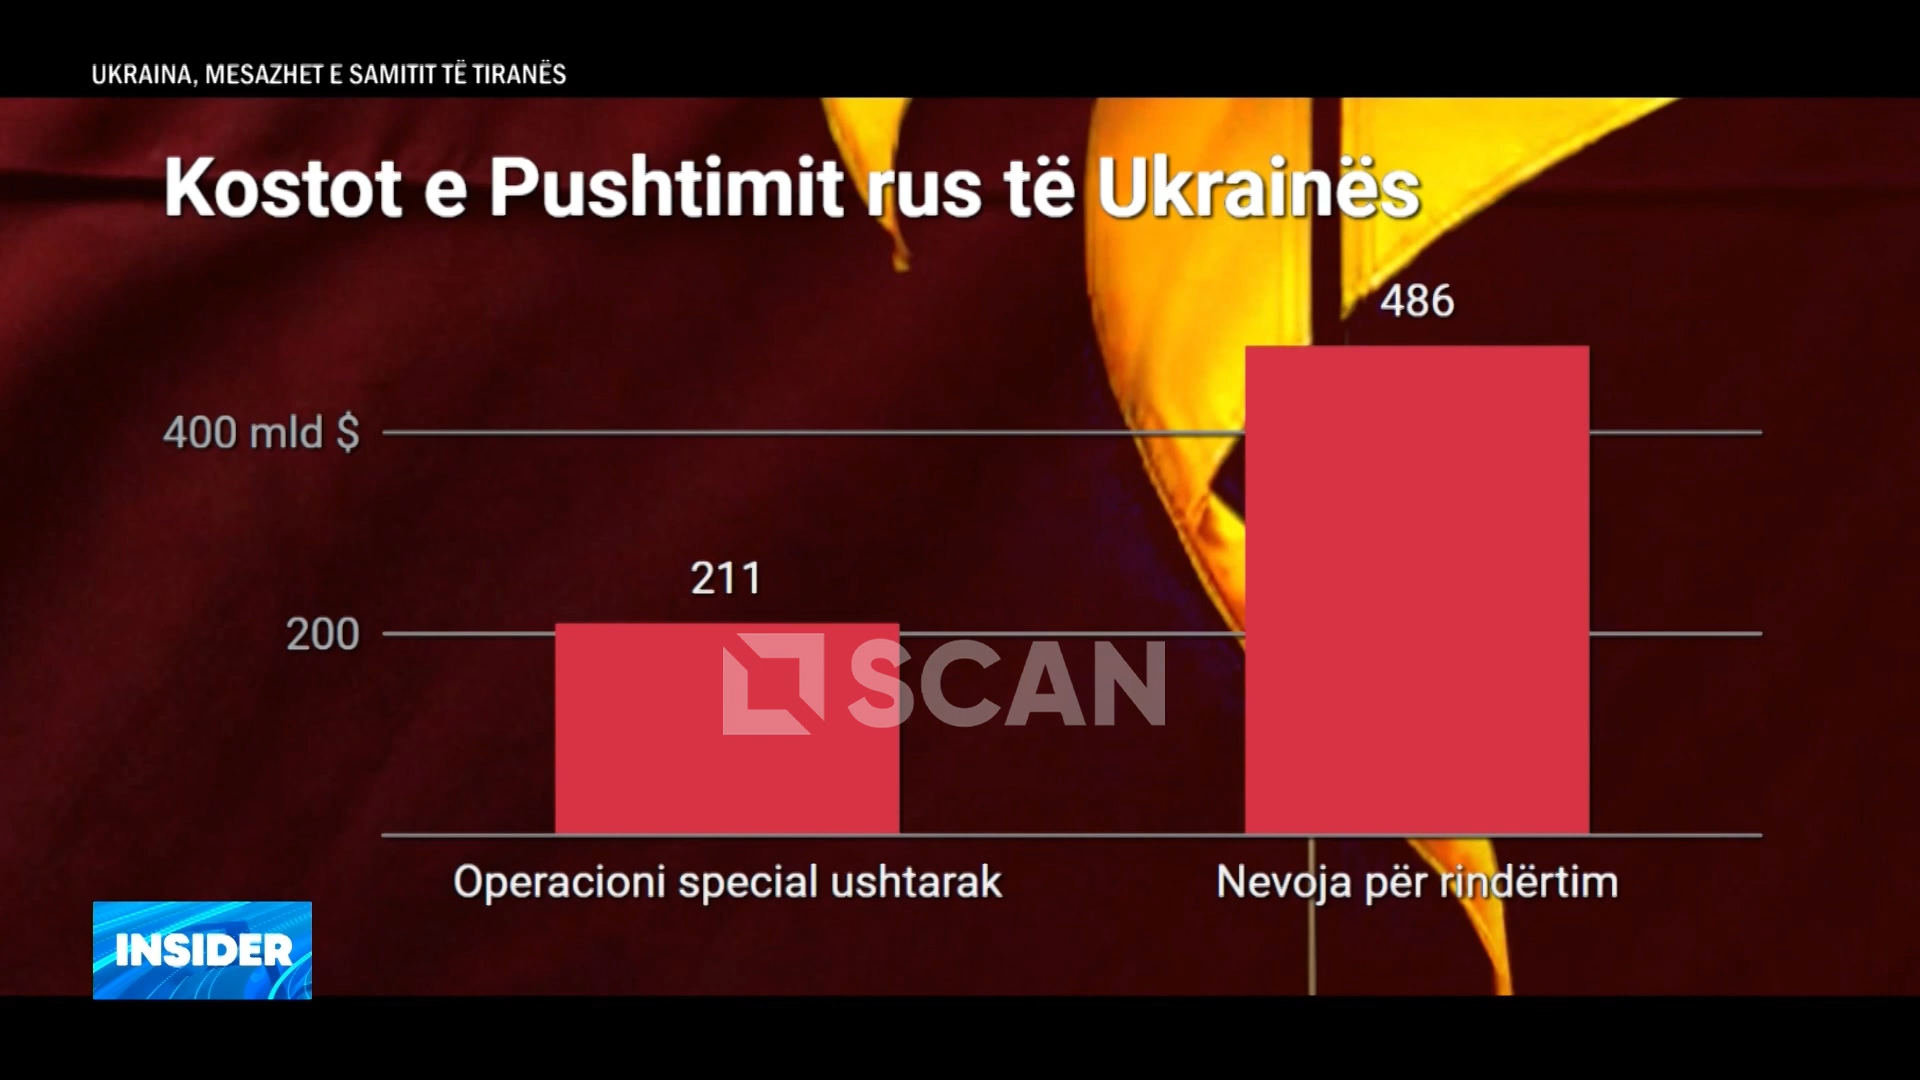 UKRAINA, MESAZHET E SAMITIT TË TIRANËS
Kostot e Pushtimit rus të Ukrainës
486
400 mld $
211
200
SCAN
Operacioni special ushtarak
Nevoja për rindërtim
INSIDER